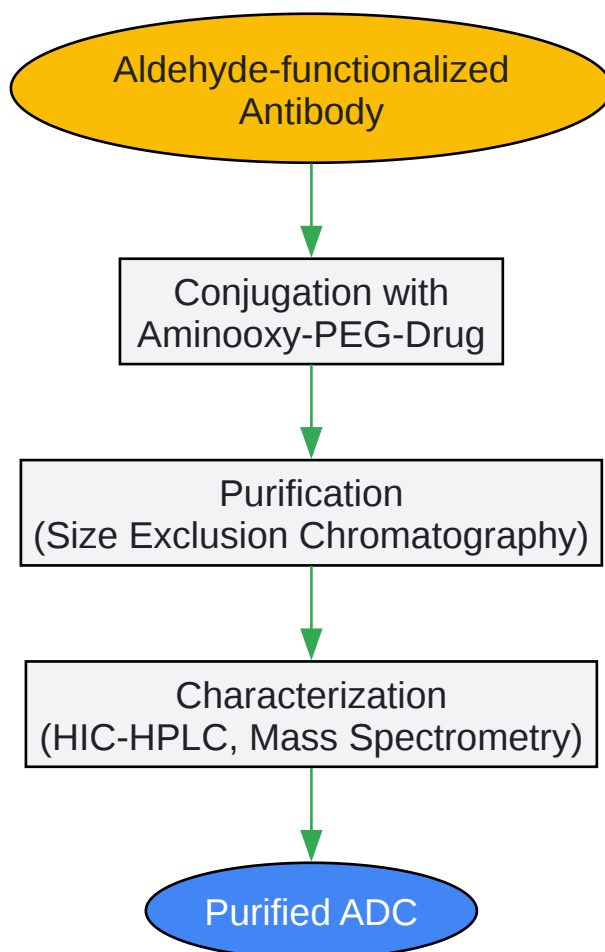 Aldehyde-functionalized
Antibody
Conjugation with
Aminooxy-PEG-Drug
Purification
(Size Exclusion Chromatography)
Characterization
(HIC-HPLC, Mass Spectrometry)
Purified ADC